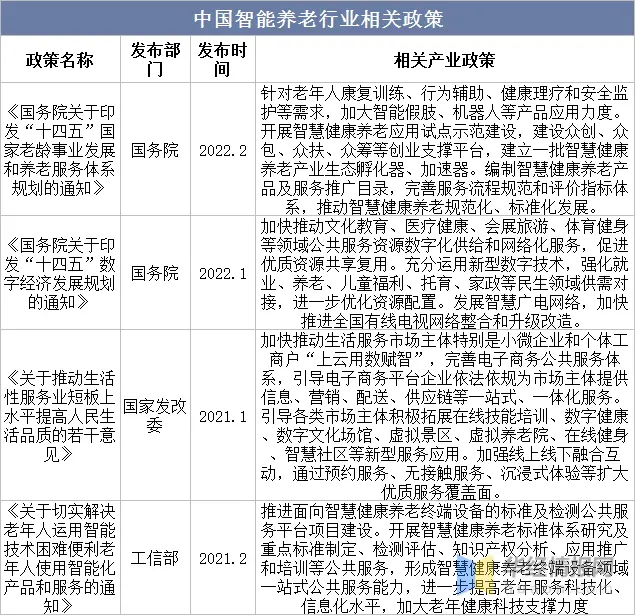 中国智能养老行业相关政策
政策名称
发布部
门
发布时
间
相关产业政策
《国务院关于印
发“十四五”国
家老龄事业发展
和养老服务体系
规划的通知》
国务院
2022.2
针对老年人康复训练、行为辅助、健康理疗和安全监
护等需求，加大智能假肢、机器人等产品应用力度。
开展智慧健康养老应用试点示范建设，建设众创、众
包、众扶、众筹等创业支撑平台，建立一批智慧健康
养老产业生态孵化器、加速器。编制智慧健康养老产
品及服务推广目录，完善服务流程规范和评价指标体
系，推动智慧健康养老规范化、标准化发展。
《国务院关于印
发“十四五”数
字经济发展规划
的通知》
国务院
2022.1
加快推动文化教育、医疗健康、会展旅游、体育健身
等领域公共服务资源数字化供给和网络化服务，促进
优质资源共享复用。充分运用新型数字技术，强化就
业、养老、儿童福利、托育、家政等民生领域供需对
接，进一步优化资源配置。发展智慧广电网络，加快
推进全国有线电视网络整合和升级改造。
《关于推动生活
性服务业短板上
水平提高人民生
活品质的若干意
见》
国家发改
委
2021.1
加快推动生活服务市场主体特别是小微企业和个体工
商户“上云用数赋智”，完善电子商务公共服务体
系，引导电子商务平台企业依法依规为市场主体提供
信息、营销、配送、供应链等一站式、一体化服务。
引导各类市场主体积极拓展在线技能培训、数字健康
、数字文化场馆、虚拟景区、虚拟养老院、在线健身
、智慧社区等新型服务应用。加强线上线下融合互
动，通过预约服务、无接触服务、沉浸式体验等扩大
优质服务覆盖面。
《关于切实解决
老年人运用智能
技术困难便利老
年人使用智能化
产品和服务的通
知》
工信部
2021.2
推进面向智慧健康养老终端设备的标准及检测公共服
务平台项目建设。开展智慧健康养老标准体系研究及
重点标准制定、检测评估、知识产权分析、应用推广
和培训等公共服务，形成智慧健康养老产品应用领域
一站式公共服务能力，进一步提高老年服务科技化、
信息化水平，加大老年健康科技支撑力度